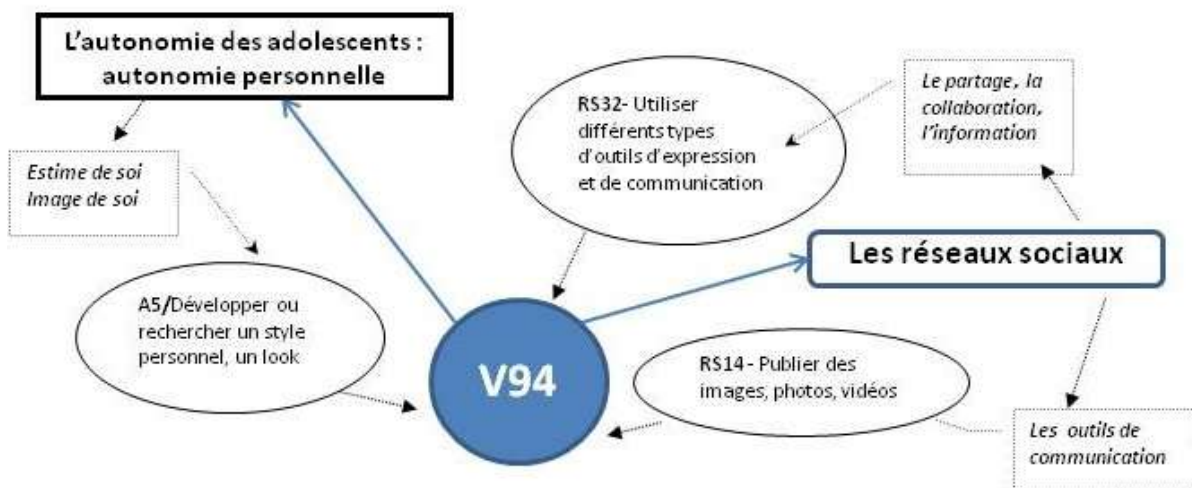 L'autonomie des adolescents :
autonomie personnelle
RS32- Utiliser
différents types
d'outils d'expression
et de communication
Le partage, la
collaboration,
l'information
Estime de soi
Image de soi
Les réseaux sociaux
A5/Développer ou
rechercher un style
personnel, un look
V94
RS14 - Publier des
images, photos, vidéos
Les outils de
communication